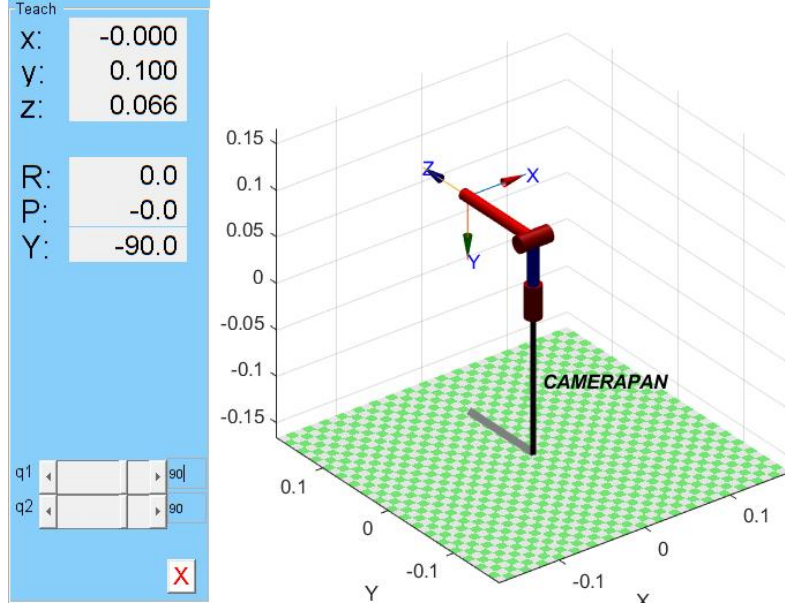 Teach
x: -0.000
y: 0.100
z: 0.066
R: 0.0
P: -0.0
Y: -90.0
q1 90
q2 90
X
0.15
0.1
0.05
0
-0.05
-0.1
-0.15
Z
X
Y
CAMERAPAN
0.1
0
-0.1
Y
0.1
0
-0.1
X